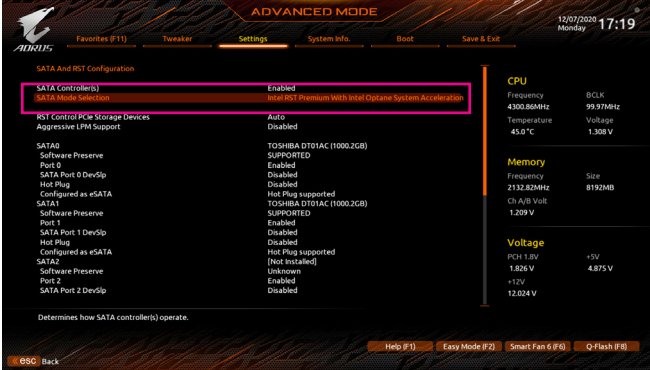 ADVANCED MODE
12/07/2020 17:19
Monday
AORUS
Favorites (F11) Tweaker Settings System Info. Boot Save & Exit
SATA And RST Configuration
SATA Controller(s) Enabled
SATA Mode Selection Intel RST Premium With Intel Optane System Acceleration
RST Control PCIe Storage Devices Auto
Aggressive LPM Support Disabled
SATA0 TOSHIBA DT01AC (1000.2GB)
Software Preserve SUPPORTED
Port 0 Enabled
SATA Port 0 DevSlp Disabled
Hot Plug Disabled
Configured as eSATA Hot Plug supported
SATA1 TOSHIBA DT01AC (1000.2GB)
Software Preserve SUPPORTED
Port 1 Enabled
SATA Port 1 DevSlp Disabled
Hot Plug Disabled
Configured as eSATA Hot Plug supported
SATA2 [Not Installed]
Software Preserve Unknown
Port 2 Enabled
SATA Port 2 DevSlp Disabled
CPU
Frequency BCLK
4300.86MHz 99.97MHz
Temperature Voltage
45.0 °C 1.308 V
Memory
Frequency Size
2132.82MHz 8192MB
Ch A/B Volt
1.209 V
Voltage
PCH 1.8V +5V
1.826 V 4.875 V
+12V
12.024 V
Determines how SATA controller(s) operate.
Help (F1) Easy Mode (F2) Smart Fan 6 (F6) Q-Flash (F8)
esc Back